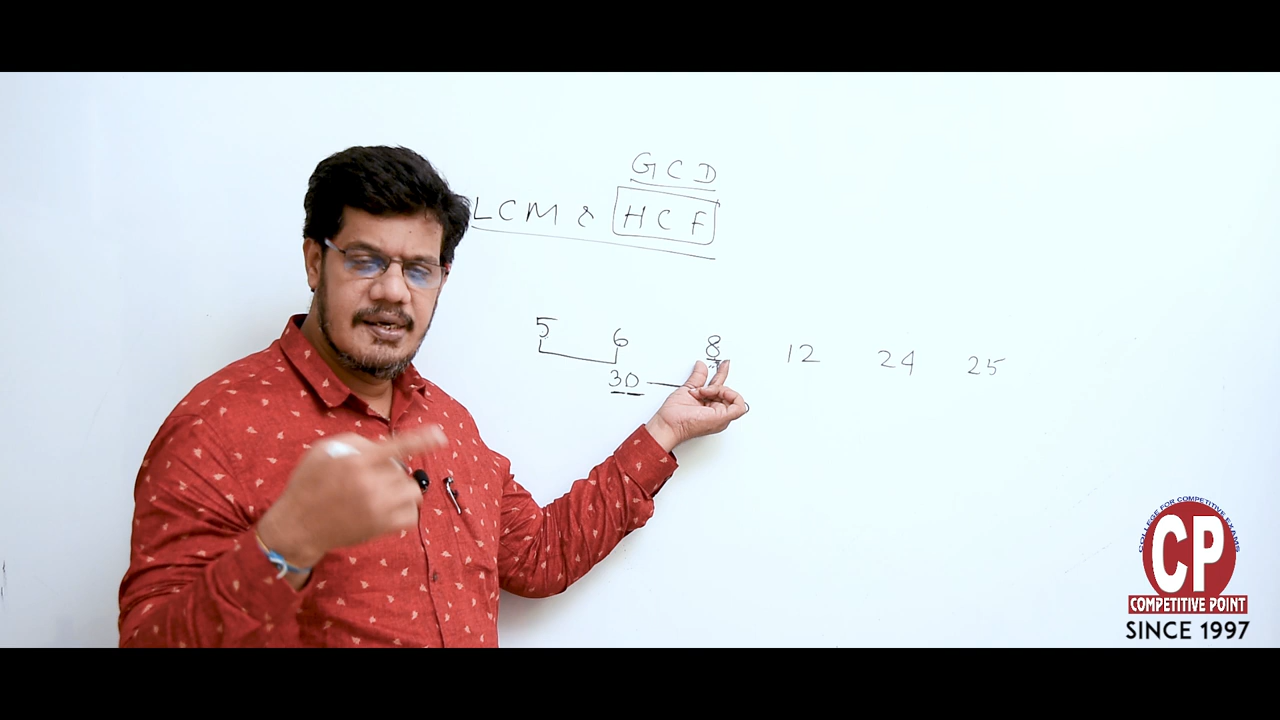 GCD
LCM & HCF
5 6 8 12 24 25
30
COLLEGE FOR COMPETITIVE EXAMS
CP
COMPETITIVE POINT
SINCE 1997